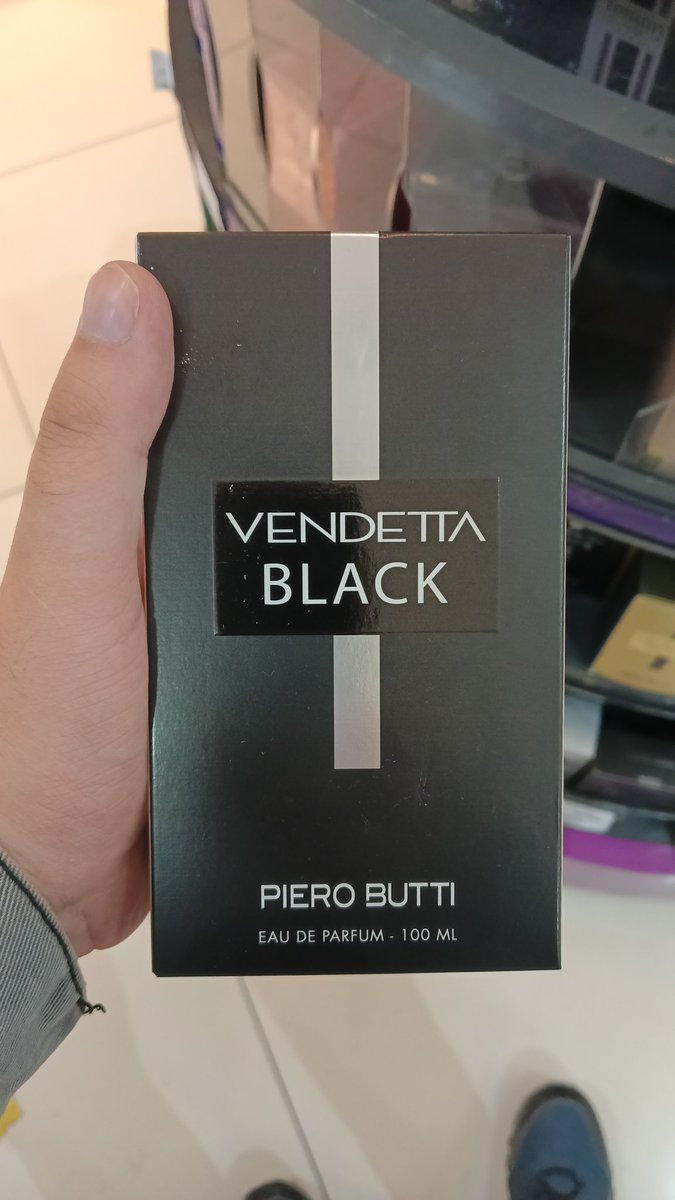 VENDETTA
BLACK
PIERO BUTTI
EAU DE PARFUM - 100 ML